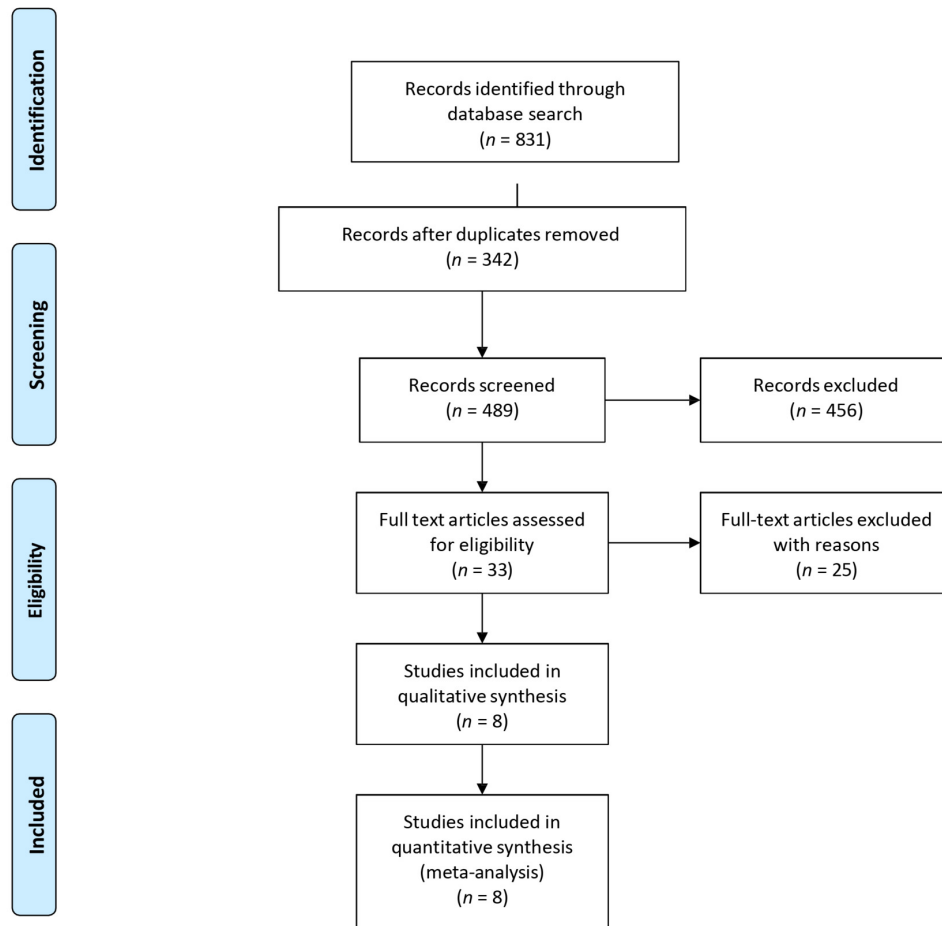 Identification
Records identified through
database search
(n = 831)
Records after duplicates removed
(n = 342)
Screening
Records screened
(n = 489)
Records excluded
(n = 456)
Eligibility
Full text articles assessed
for eligibility
(n = 33)
Full-text articles excluded
with reasons
(n = 25)
Studies included in
qualitative synthesis
(n = 8)
Included
Studies included in
quantitative synthesis
(meta-analysis)
(n = 8)